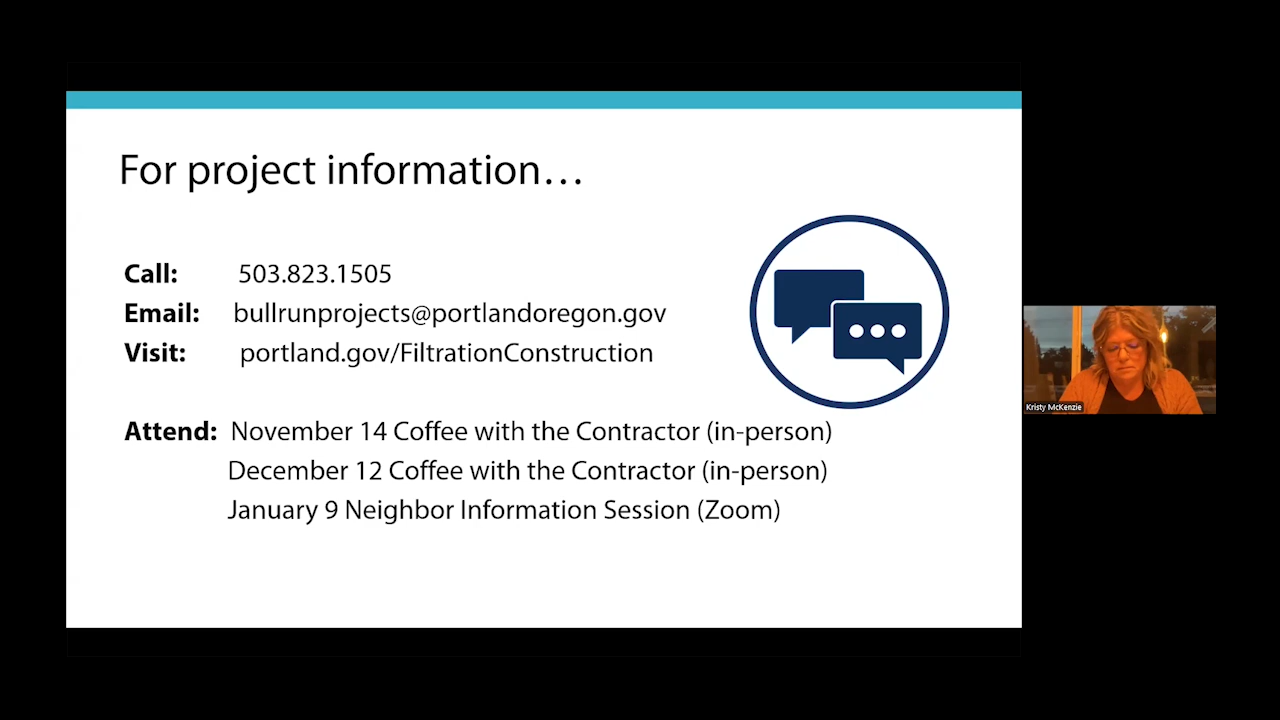 For project information…
Call: 503.823.1505
Email: bullrunprojects@portlandoregon.gov
Visit: portland.gov/FiltrationConstruction
Attend: November 14 Coffee with the Contractor (in-person)
December 12 Coffee with the Contractor (in-person)
January 9 Neighbor Information Session (Zoom)
Kristy McKenzie